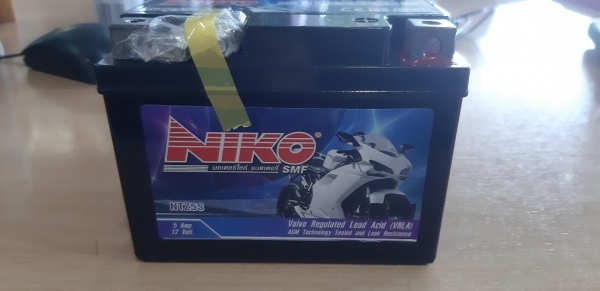 NIKO®
มอเตอร์ไซค์ แบตเตอรี่ SMF
NTZ5S
5 Amp.
12 Volt
Valve Regulated Lead Acid (VRLA)
AGM Technology Sealed and Leak Resistance